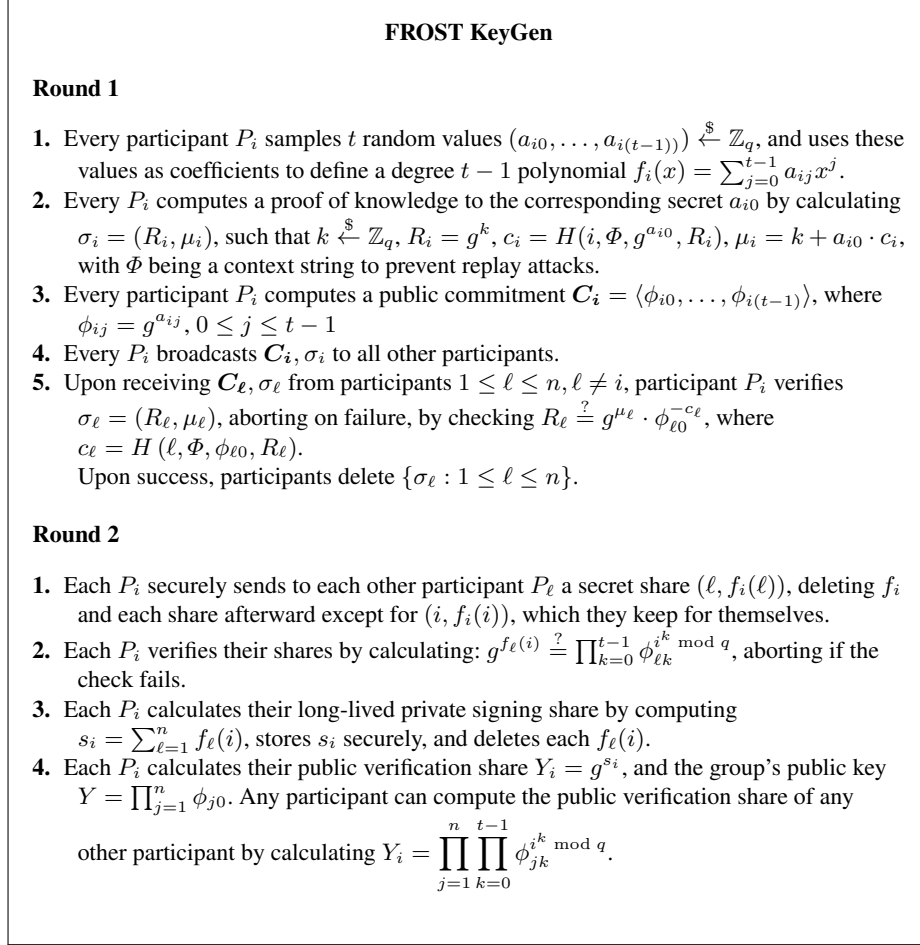 FROST KeyGen
Round 1
1. Every participant P_i samples t random values (a_{i0}, . . . , a_{i(t−1))}) ←$ ℤ_q, and uses these
values as coefficients to define a degree t − 1 polynomial f_i(x) = ∑_{j=0}^{t−1} a_{ij}x^j.
2. Every P_i computes a proof of knowledge to the corresponding secret a_{i0} by calculating
σ_i = (R_i, μ_i), such that k ←$ ℤ_q, R_i = g^k, c_i = H(i, Φ, g^{a_{i0}}, R_i), μ_i = k + a_{i0} · c_i,
with Φ being a context string to prevent replay attacks.
3. Every participant P_i computes a public commitment C_i = ⟨φ_{i0}, . . . , φ_{i(t−1)}⟩, where
φ_{ij} = g^{a_{ij}}, 0 ≤ j ≤ t − 1
4. Every P_i broadcasts C_i, σ_i to all other participants.
5. Upon receiving C_ℓ, σ_ℓ from participants 1 ≤ ℓ ≤ n, ℓ ≠ i, participant P_i verifies
σ_ℓ = (R_ℓ, μ_ℓ), aborting on failure, by checking R_ℓ ≟ g^{μ_ℓ} · φ_{ℓ0}^{−c_ℓ}, where
c_ℓ = H (ℓ, Φ, φ_{ℓ0}, R_ℓ).
Upon success, participants delete {σ_ℓ : 1 ≤ ℓ ≤ n}.
Round 2
1. Each P_i securely sends to each other participant P_ℓ a secret share (ℓ, f_i(ℓ)), deleting f_i
and each share afterward except for (i, f_i(i)), which they keep for themselves.
2. Each P_i verifies their shares by calculating: g^{f_ℓ(i)} ≟ ∏_{k=0}^{t−1} φ_{ℓk}^{i^k mod q}, aborting if the
check fails.
3. Each P_i calculates their long-lived private signing share by computing
s_i = ∑_{ℓ=1}^{n} f_ℓ(i), stores s_i securely, and deletes each f_ℓ(i).
4. Each P_i calculates their public verification share Y_i = g^{s_i}, and the group's public key
Y = ∏_{j=1}^{n} φ_{j0}. Any participant can compute the public verification share of any
other participant by calculating Y_i = ∏_{j=1}^{n} ∏_{k=0}^{t−1} φ_{jk}^{i^k mod q}.